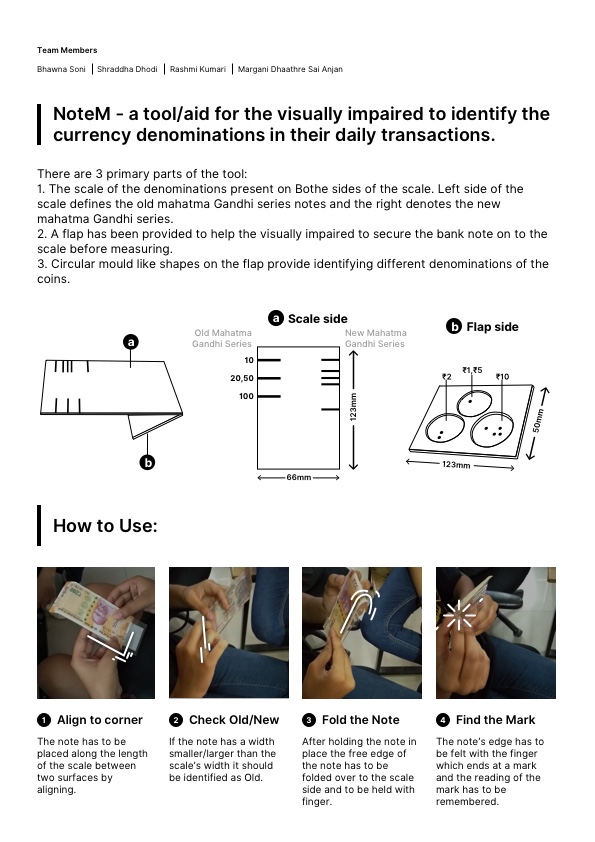 Team Members
Bhawna Soni | Shraddha Dhodi | Rashmi Kumari | Margani Dhaathre Sai Anjan
NoteM - a tool/aid for the visually impaired to identify the
currency denominations in their daily transactions.
There are 3 primary parts of the tool:
1. The scale of the denominations present on Bothe sides of the scale. Left side of the
scale defines the old mahatma Gandhi series notes and the right denotes the new
mahatma Gandhi series.
2. A flap has been provided to help the visually impaired to secure the bank note on to the
scale before measuring.
3. Circular mould like shapes on the flap provide identifying different denominations of the
coins.
a
b
a Scale side
Old Mahatma
Gandhi Series
New Mahatma
Gandhi Series
10
20,50
100
123mm
66mm
b Flap side
₹2
₹1,₹5
₹10
50mm
123mm
How to Use:
1 Align to corner
The note has to be
placed along the length
of the scale between
two surfaces by
aligning.
2 Check Old/New
If the note has a width
smaller/larger than the
scale's width it should
be identified as Old.
3 Fold the Note
After holding the note in
place the free edge of
the note has to be
folded over to the scale
side and to be held with
finger.
4 Find the Mark
The note's edge has to
be felt with the finger
which ends at a mark
and the reading of the
mark has to be
remembered.